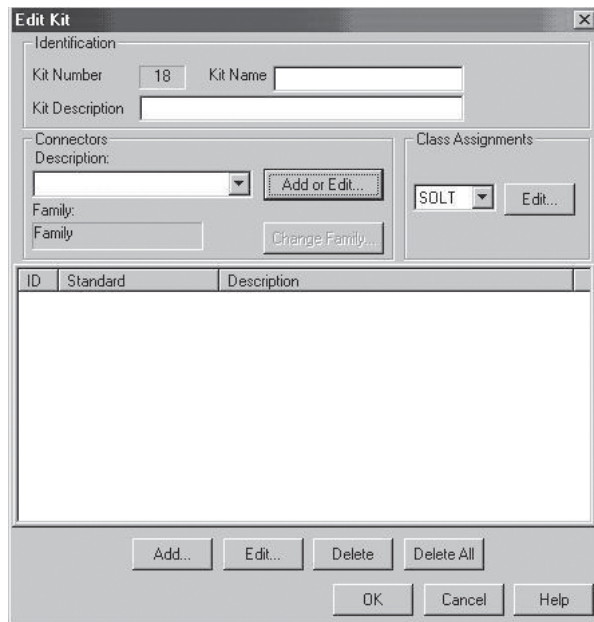 Edit Kit
Identification
Kit Number 18 Kit Name
Kit Description
Connectors
Description:
Add or Edit...
Family:
Family
Change Family...
Class Assignments
SOLT Edit...
ID Standard Description
Add... Edit... Delete Delete All
OK Cancel Help